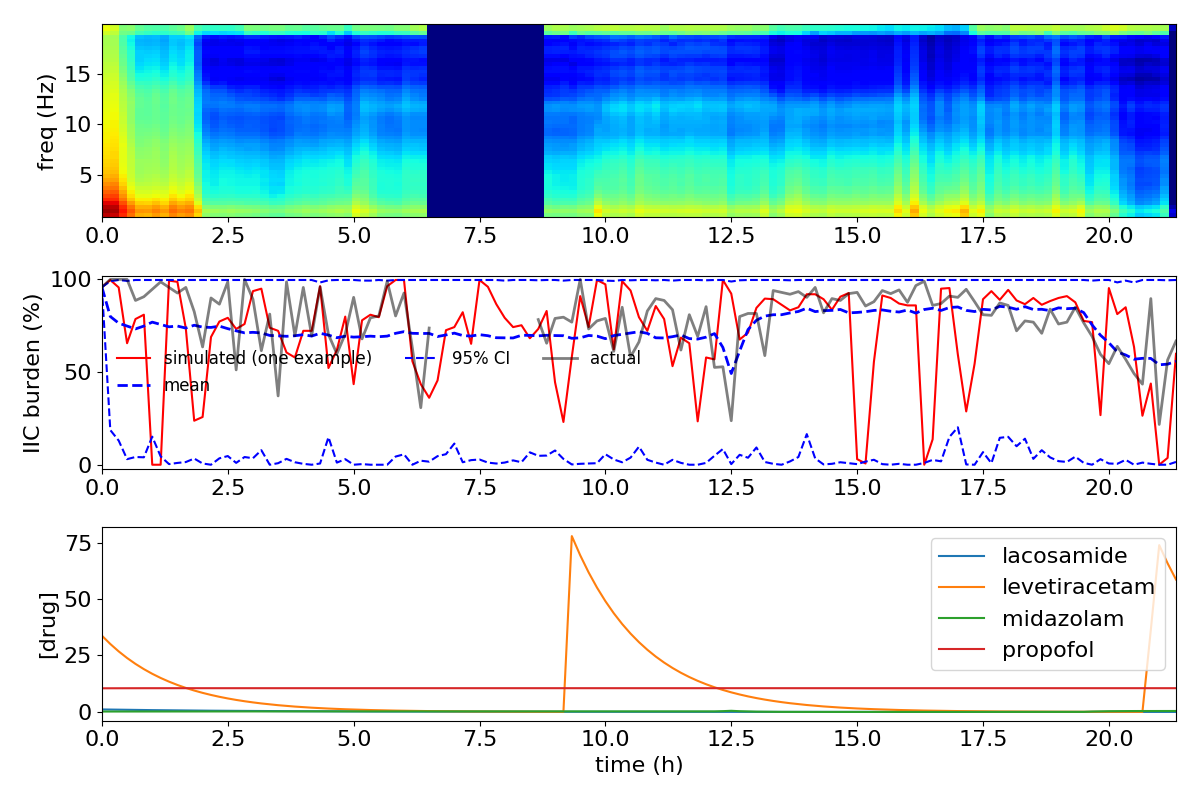 freq (Hz)
15
10
5
0.0 2.5 5.0 7.5 10.0 12.5 15.0 17.5 20.0
IIC burden (%)
100
50
0
simulated (one example) 95% CI actual
mean
0.0 2.5 5.0 7.5 10.0 12.5 15.0 17.5 20.0
[drug]
75
50
25
0
lacosamide
levetiracetam
midazolam
propofol
0.0 2.5 5.0 7.5 10.0 12.5 15.0 17.5 20.0
time (h)